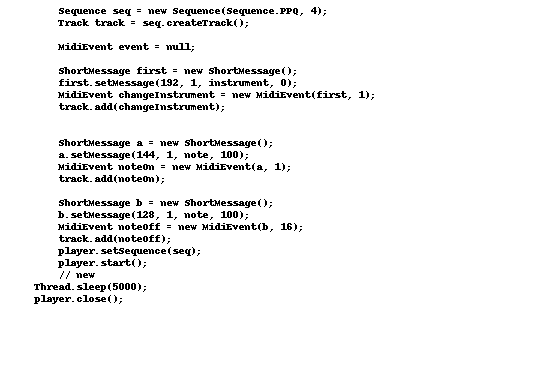 Sequence seq = new Sequence(Sequence.PPQ, 4);
Track track = seq.createTrack();
MidiEvent event = null;
ShortMessage first = new ShortMessage();
first.setMessage(192, 1, instrument, 0);
MidiEvent changeInstrument = new MidiEvent(first, 1);
track.add(changeInstrument);
ShortMessage a = new ShortMessage();
a.setMessage(144, 1, note, 100);
MidiEvent noteOn = new MidiEvent(a, 1);
track.add(noteOn);
ShortMessage b = new ShortMessage();
b.setMessage(128, 1, note, 100);
MidiEvent noteOff = new MidiEvent(b, 16);
track.add(noteOff);
player.setSequence(seq);
player.start();
// new
Thread.sleep(5000);
player.close();